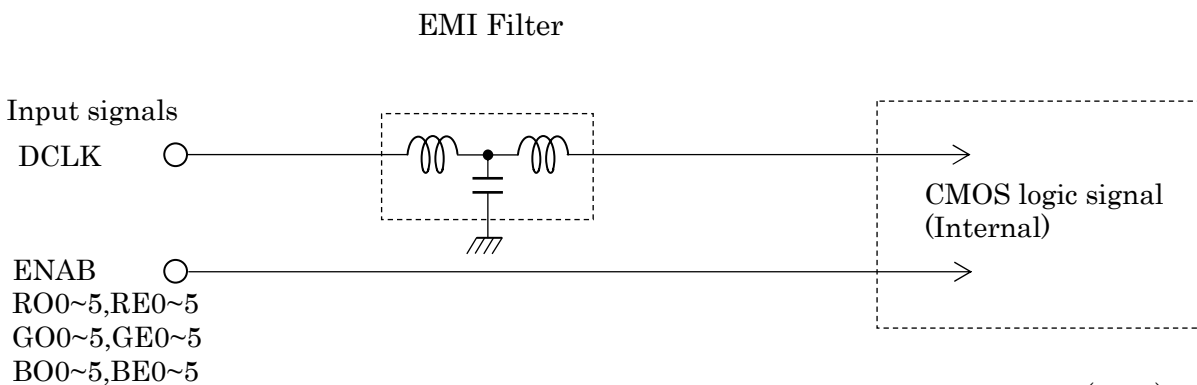 EMI Filter
Input signals
DCLK
CMOS logic signal
(Internal)
ENAB
RO0~5,RE0~5
GO0~5,GE0~5
BO0~5,BE0~5